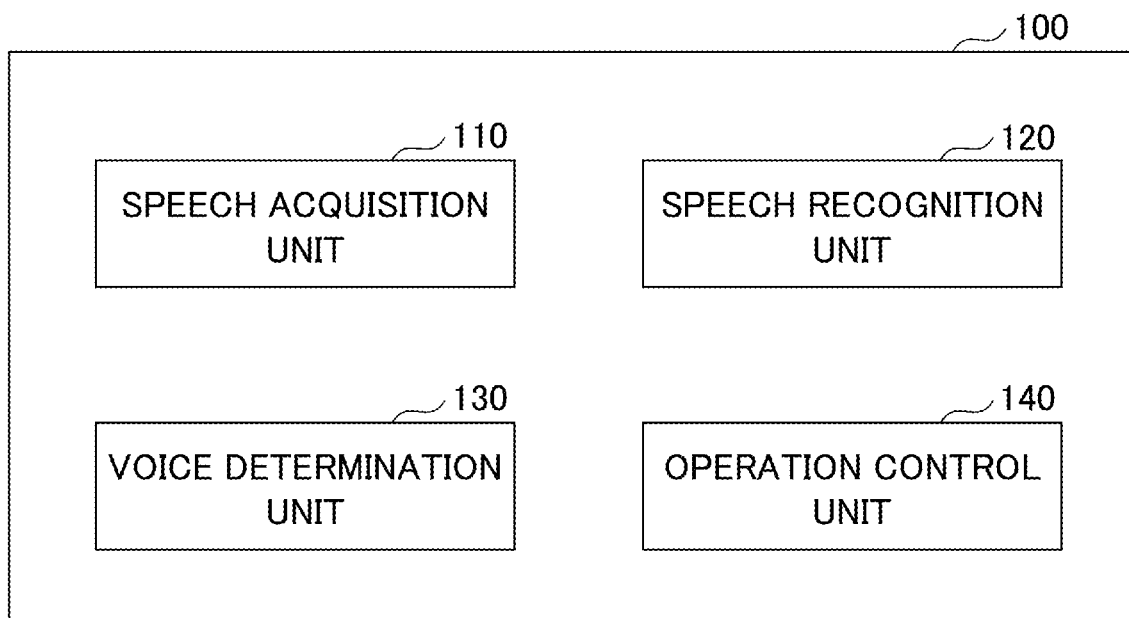 100
110
120
SPEECH ACQUISITION
UNIT
SPEECH RECOGNITION
UNIT
130
140
VOICE DETERMINATION
UNIT
OPERATION CONTROL
UNIT